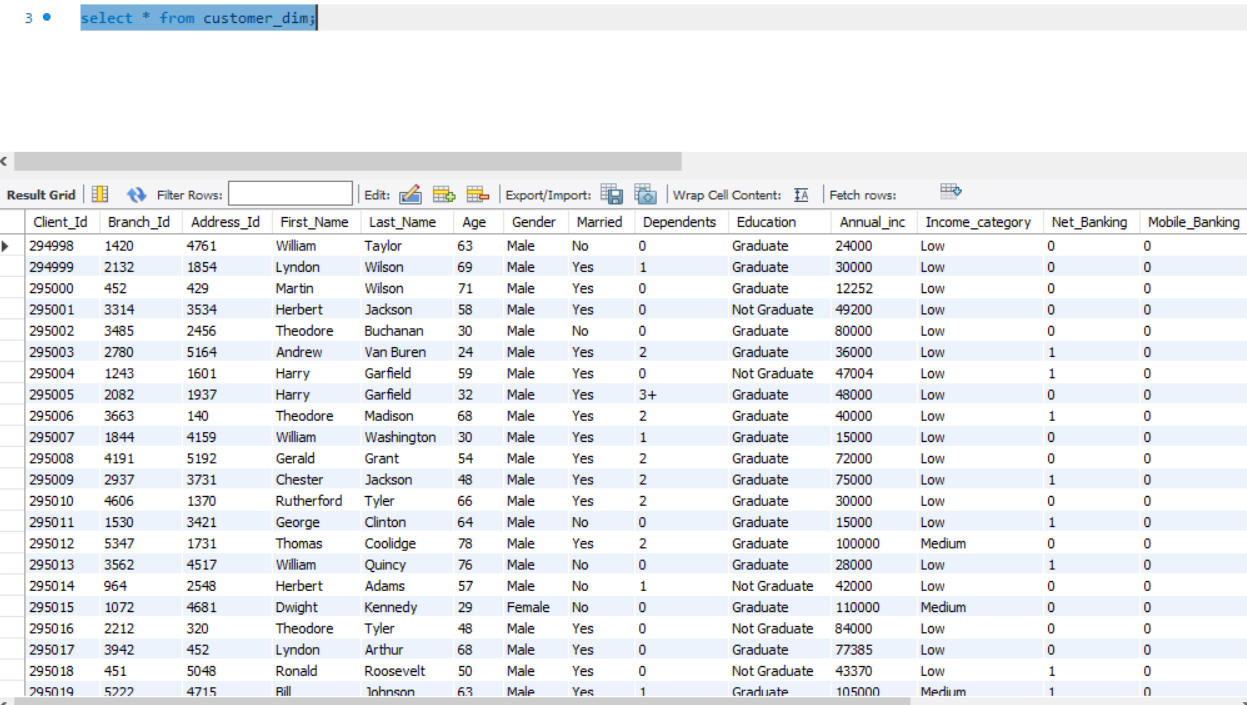 3 select * from customer_dim;
Result Grid Filter Rows: Edit: Export/Import: Wrap Cell Content: IA Fetch rows:
Client_Id Branch_Id Address_Id First_Name Last_Name Age Gender Married Dependents Education Annual_inc Income_category Net_Banking Mobile_Banking
294998 1420 4761 William Taylor 63 Male No 0 Graduate 24000 Low 0 0
294999 2132 1854 Lyndon Wilson 69 Male Yes 1 Graduate 30000 Low 0 0
295000 452 429 Martin Wilson 71 Male Yes 0 Graduate 12252 Low 0 0
295001 3314 3534 Herbert Jackson 58 Male Yes 0 Not Graduate 49200 Low 0 0
295002 3485 2456 Theodore Buchanan 30 Male No 0 Graduate 80000 Low 0 0
295003 2780 5164 Andrew Van Buren 24 Male Yes 2 Graduate 36000 Low 1 0
295004 1243 1601 Harry Garfield 59 Male Yes 0 Not Graduate 47004 Low 1 0
295005 2082 1937 Harry Garfield 32 Male Yes 3+ Graduate 48000 Low 0 0
295006 3663 140 Theodore Madison 68 Male Yes 2 Graduate 40000 Low 1 0
295007 1844 4159 William Washington 30 Male Yes 1 Graduate 15000 Low 0 0
295008 4191 5192 Gerald Grant 54 Male Yes 2 Graduate 72000 Low 0 0
295009 2937 3731 Chester Jackson 48 Male Yes 2 Graduate 75000 Low 1 0
295010 4606 1370 Rutherford Tyler 66 Male Yes 2 Graduate 30000 Low 0 0
295011 1530 3421 George Clinton 64 Male No 0 Graduate 15000 Low 1 0
295012 5347 1731 Thomas Coolidge 78 Male Yes 2 Graduate 100000 Medium 0 0
295013 3562 4517 William Quincy 76 Male No 0 Graduate 28000 Low 1 0
295014 964 2548 Herbert Adams 57 Male No 1 Not Graduate 42000 Low 0 0
295015 1072 4681 Dwight Kennedy 29 Female No 0 Graduate 110000 Medium 0 0
295016 2212 320 Theodore Tyler 48 Male Yes 0 Not Graduate 84000 Low 0 0
295017 3942 452 Lyndon Arthur 68 Male Yes 0 Graduate 77385 Low 0 0
295018 451 5048 Ronald Roosevelt 50 Male Yes 0 Not Graduate 43370 Low 1 0
295019 5222 4715 Bill Johnson 63 Male Yes 1 Graduate 105000 Medium 1 0